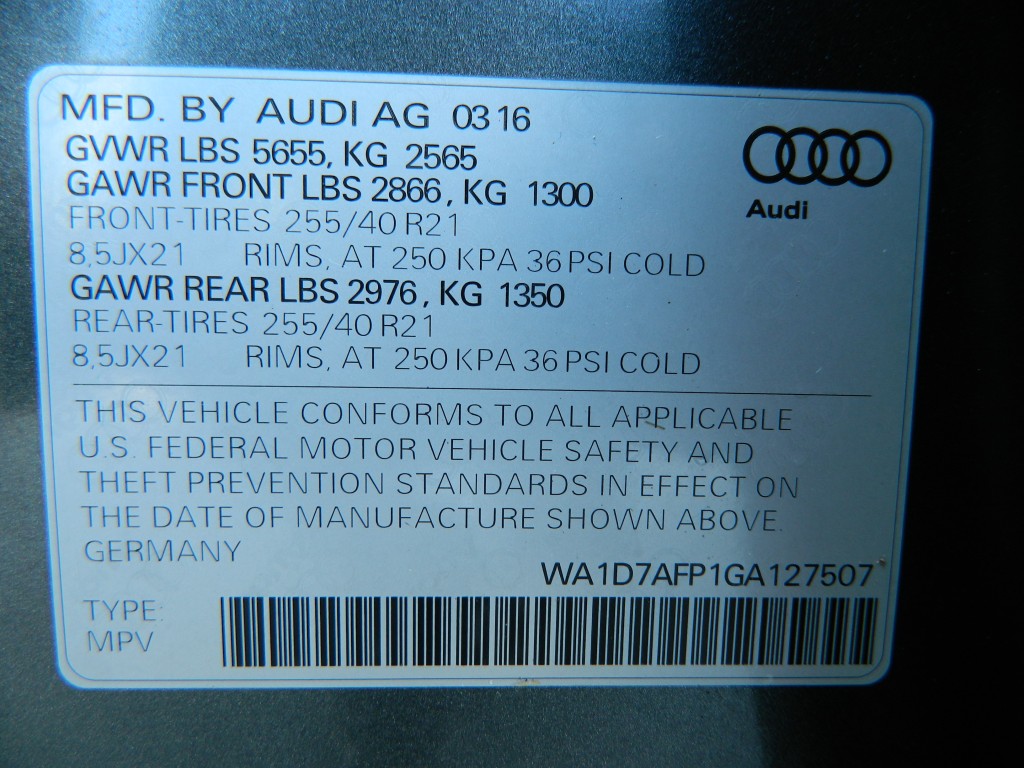 MFD. BY AUDI AG 03 16
GVWR LBS 5655, KG 2565
GAWR FRONT LBS 2866, KG 1300
FRONT-TIRES 255/40 R21
8,5JX21 RIMS, AT 250 KPA 36 PSI COLD
GAWR REAR LBS 2976, KG 1350
REAR-TIRES 255/40 R21
8,5JX21 RIMS, AT 250 KPA 36 PSI COLD
Audi
THIS VEHICLE CONFORMS TO ALL APPLICABLE
U.S. FEDERAL MOTOR VEHICLE SAFETY AND
THEFT PREVENTION STANDARDS IN EFFECT ON
THE DATE OF MANUFACTURE SHOWN ABOVE.
GERMANY
WA1D7AFP1GA127507
TYPE:
MPV